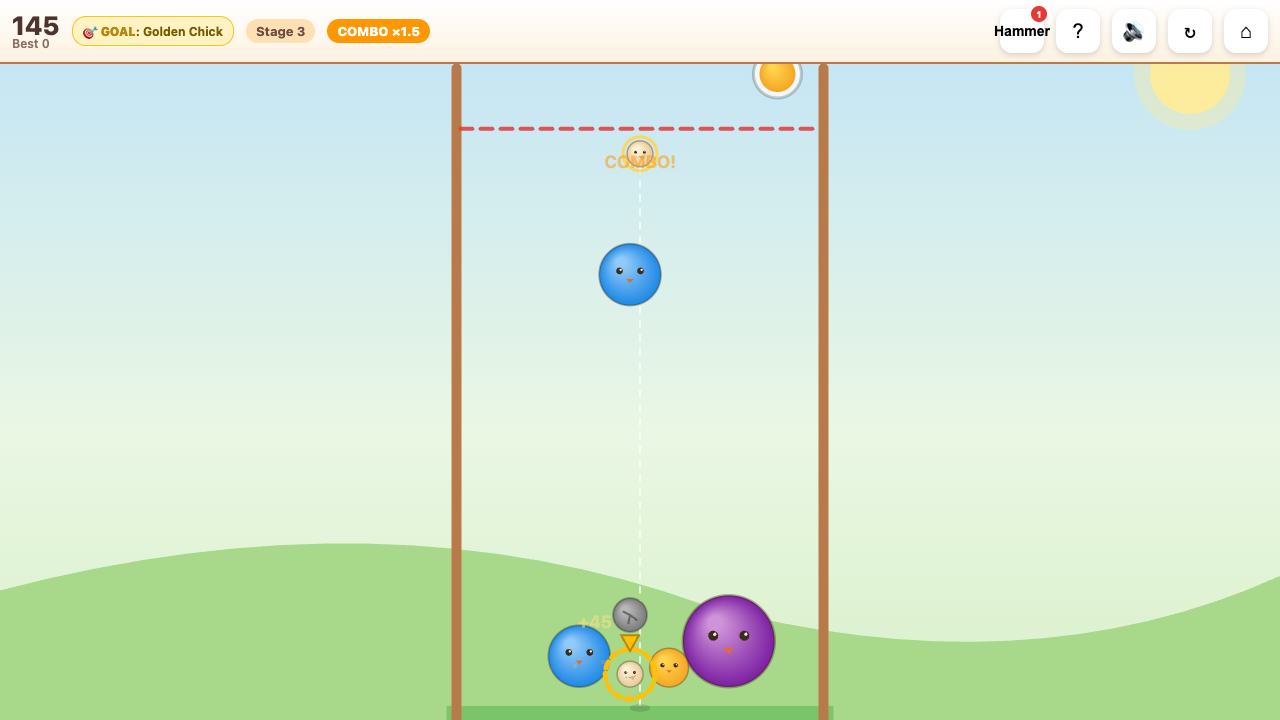 145
Best 0
🎯 GOAL: Golden Chick
Stage 3
COMBO ×1.5
Hammer
1
?
COMBO!
+45